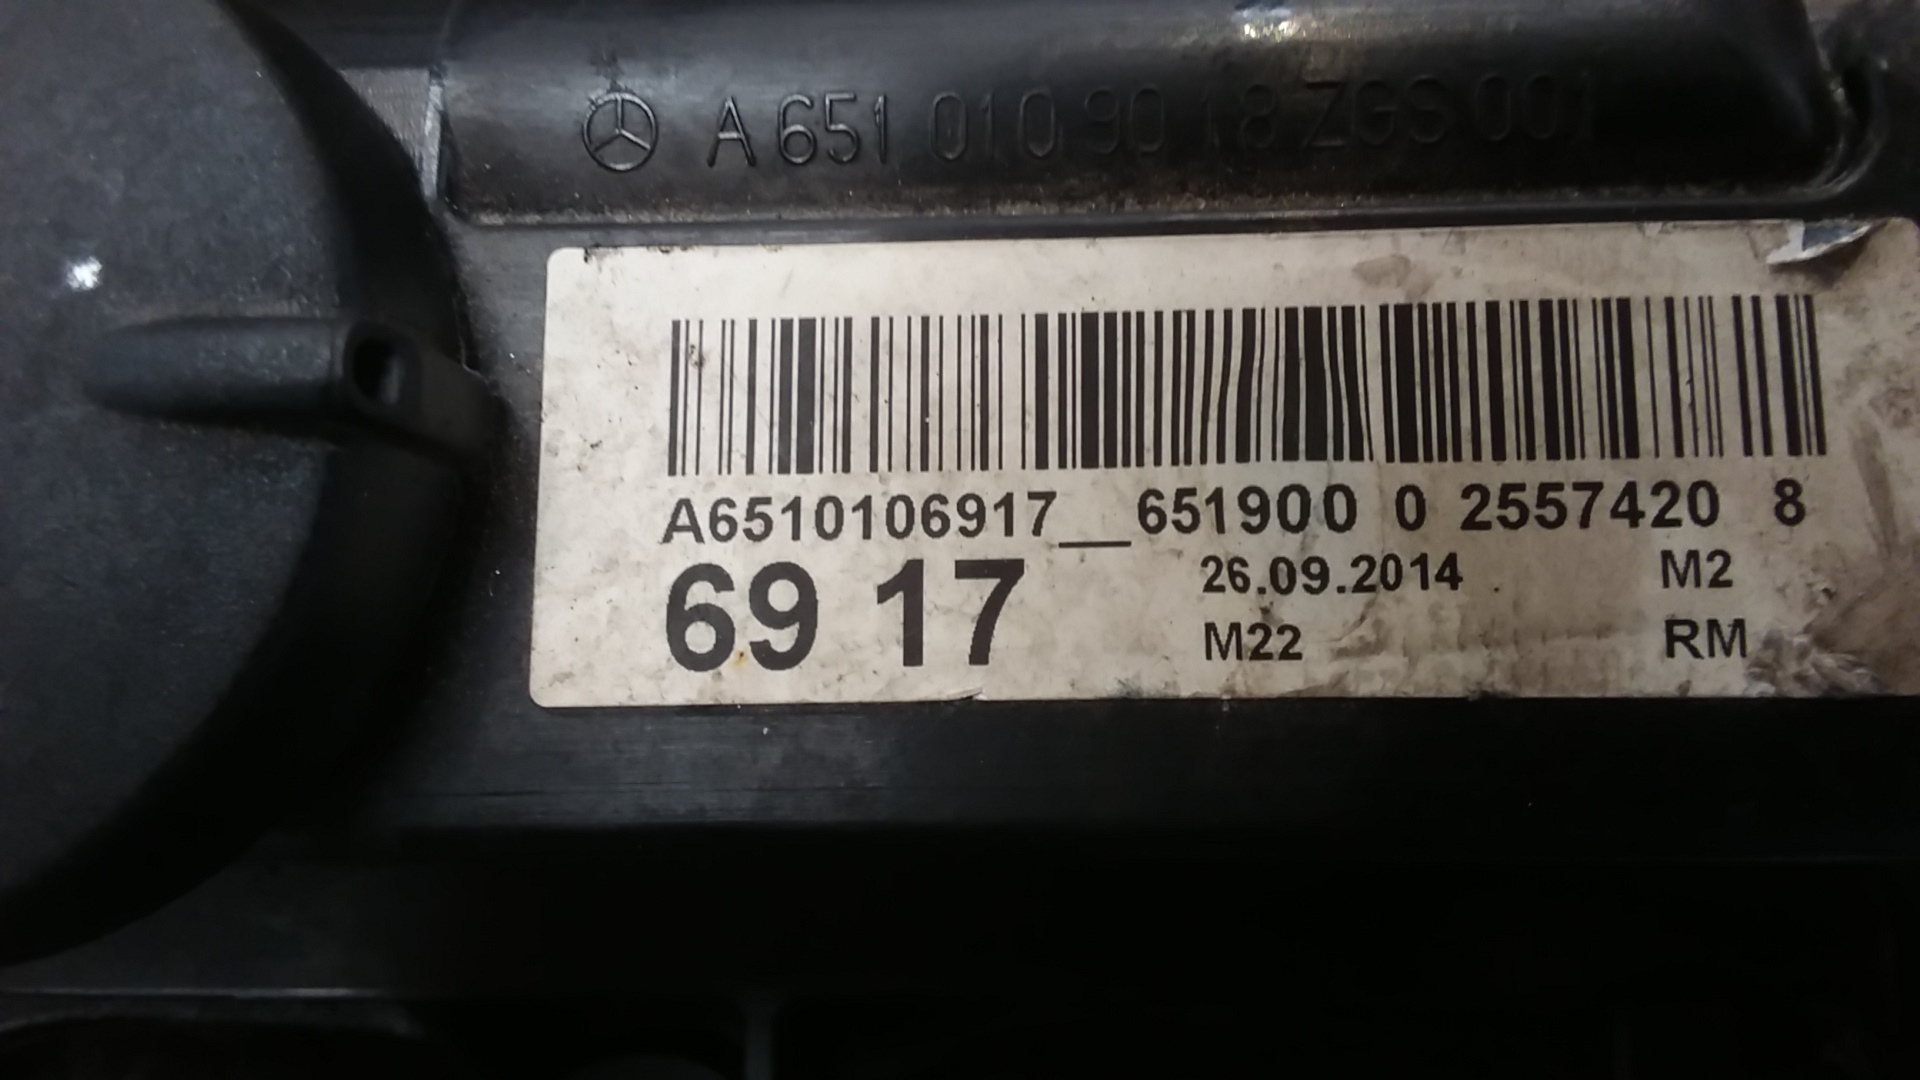 A 651 010 90 18 ZGS 001
A6510106917__651900 0 2557420 8
69 17 26.09.2014 M2
M22 RM